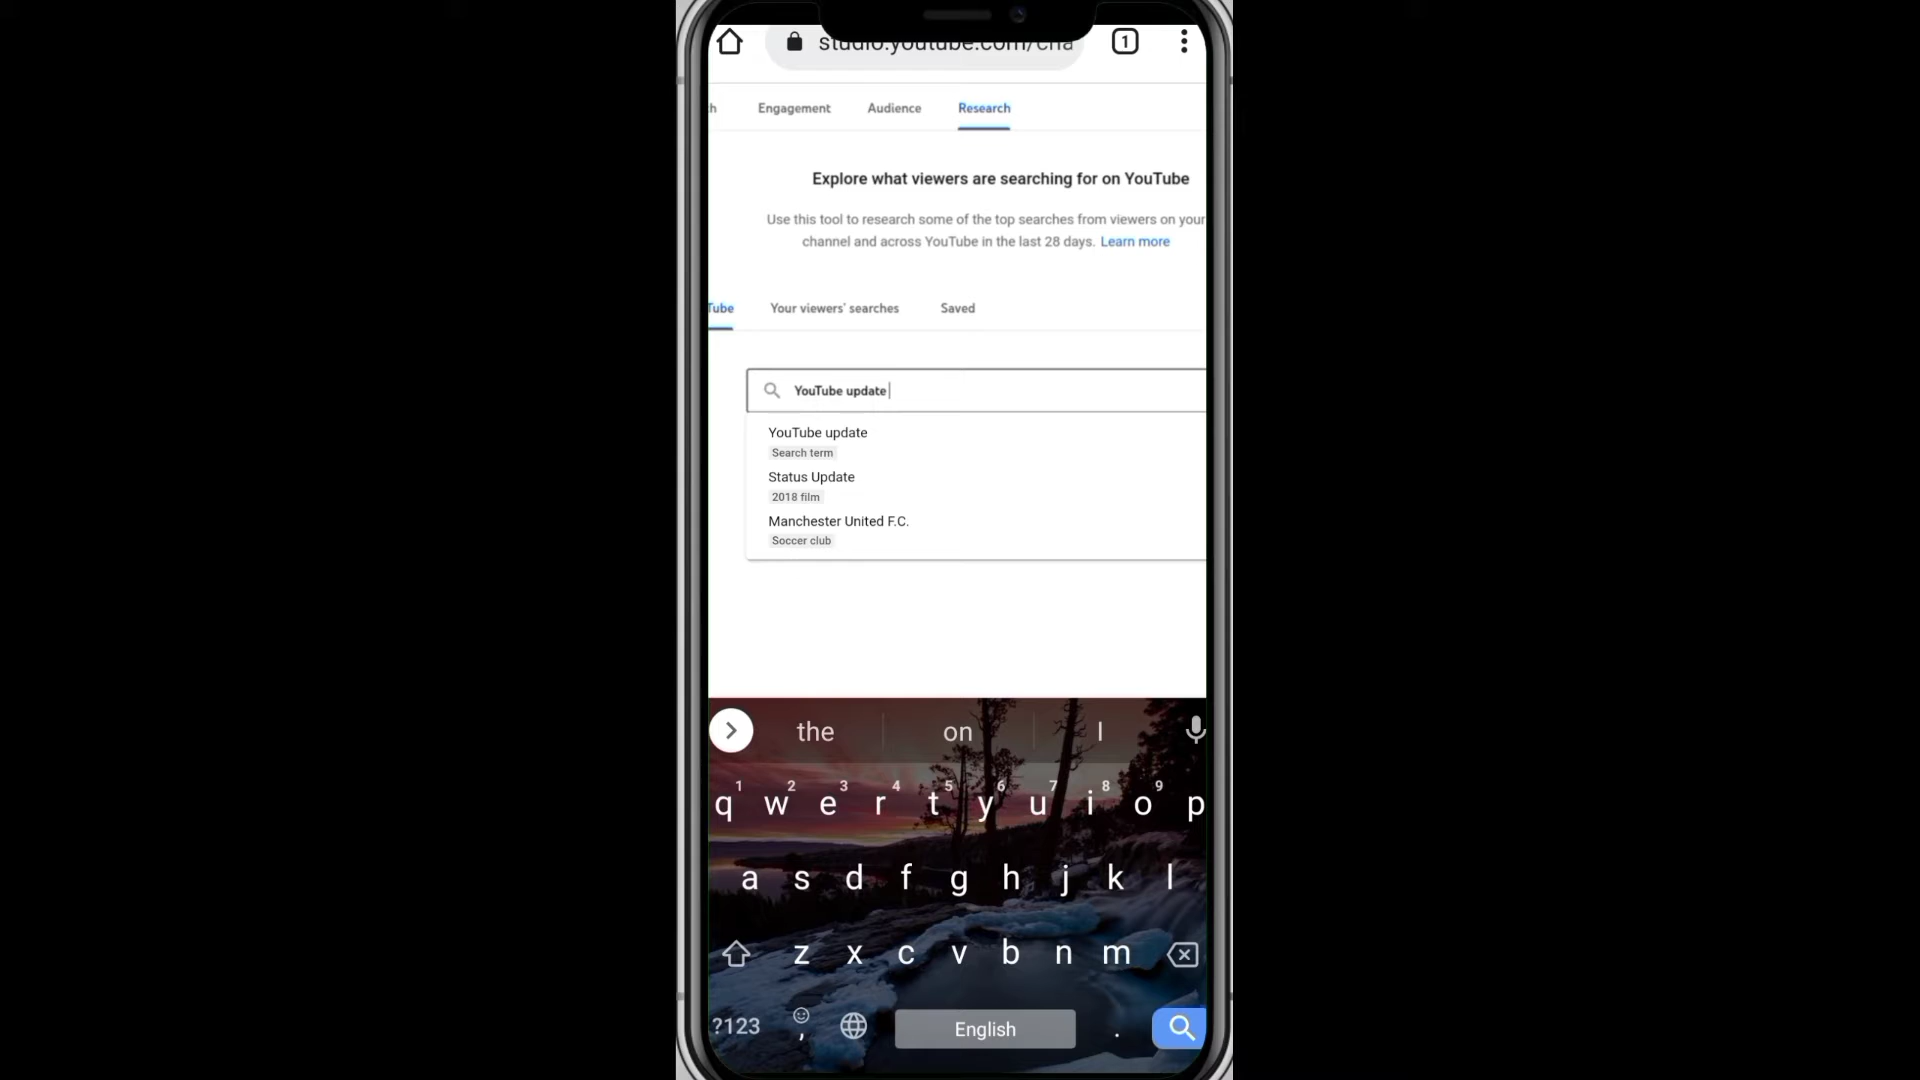 studio.youtube.com/cha
1
Engagement Audience Research
Explore what viewers are searching for on YouTube
Use this tool to research some of the top searches from viewers on your
channel and across YouTube in the last 28 days. Learn more
Tube Your viewers' searches Saved
YouTube update
YouTube update
Search term
Status Update
2018 film
Manchester United F.C.
Soccer club
the on I
1 2 3 4 5 6 7 8 9
q w e r t y u i o p
a s d f g h j k l
z x c v b n m
?123 , English .